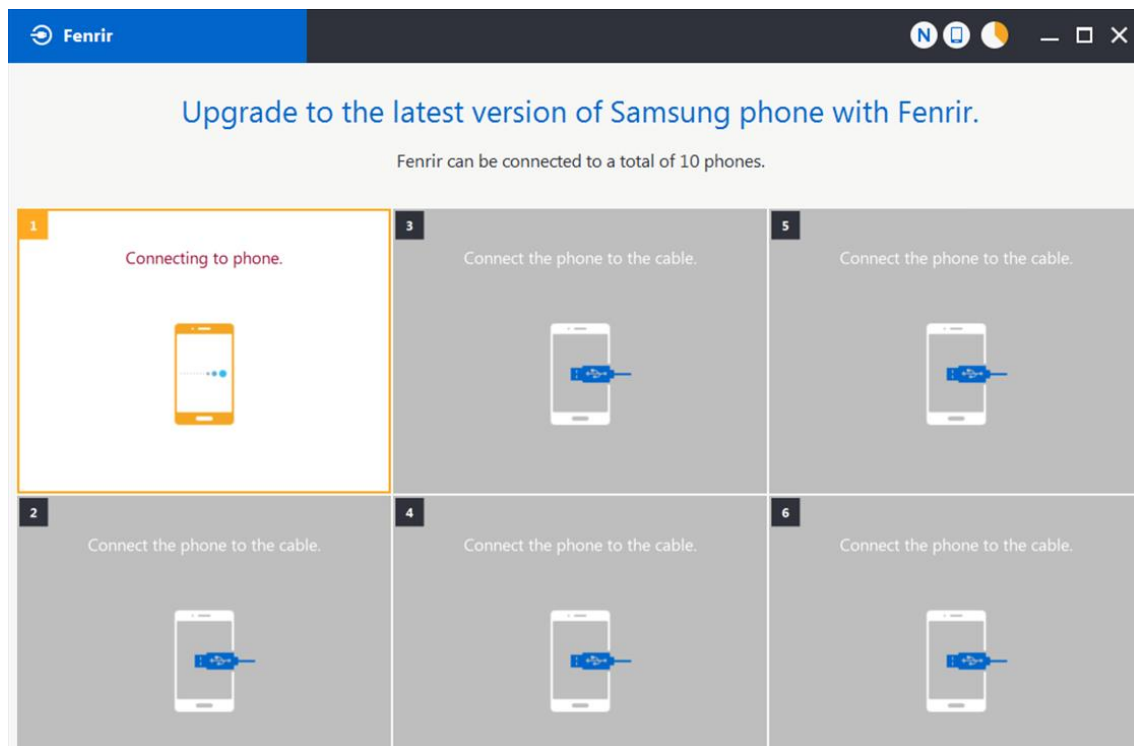 Fenrir
N
Upgrade to the latest version of Samsung phone with Fenrir.
Fenrir can be connected to a total of 10 phones.
1
Connecting to phone.
3
Connect the phone to the cable.
5
Connect the phone to the cable.
2
Connect the phone to the cable.
4
Connect the phone to the cable.
6
Connect the phone to the cable.